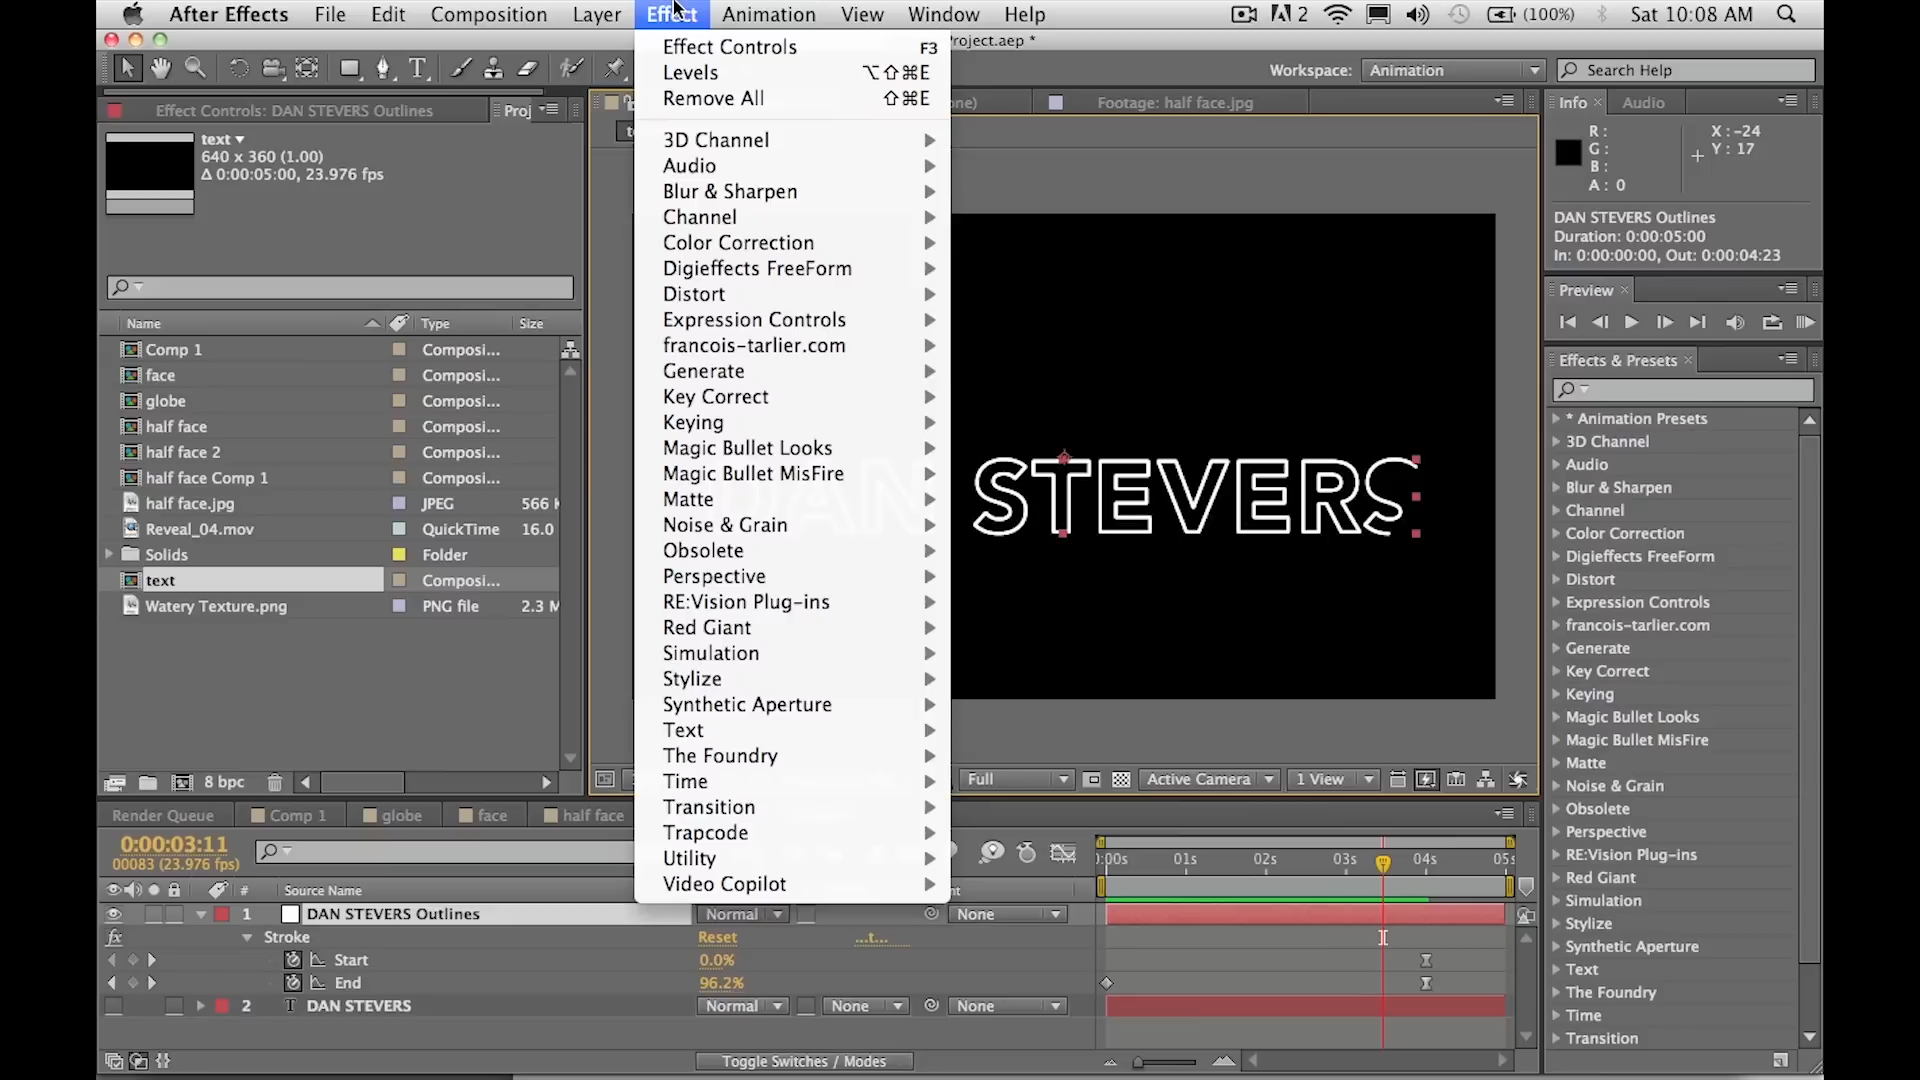 After Effects File Edit Composition Layer Effect Animation View Window Help 2 (100%) Sat 10:08 AM
roject.aep *
Workspace: Animation Search Help
Effect Controls: DAN STEVERS Outlines Proj
Footage: half face.jpg
Info × Audio
text
640 x 360 (1.00)
Δ 0:00:05:00, 23.976 fps
Name Type Size
Comp 1 Composi...
face Composi...
globe Composi...
half face Composi...
half face 2 Composi...
half face Comp 1 Composi...
half face.jpg JPEG 566 K
Reveal_04.mov QuickTime 16.0
Solids Folder
text Composi...
Watery Texture.png PNG file 2.3 M
8 bpc
Effect Controls F3
Levels ⌥⇧⌘E
Remove All ⇧⌘E
3D Channel
Audio
Blur & Sharpen
Channel
Color Correction
Digieffects FreeForm
Distort
Expression Controls
francois-tarlier.com
Generate
Key Correct
Keying
Magic Bullet Looks
Magic Bullet MisFire
Matte
Noise & Grain
Obsolete
Perspective
RE:Vision Plug-ins
Red Giant
Simulation
Stylize
Synthetic Aperture
Text
The Foundry
Time
Transition
Trapcode
Utility
Video Copilot
DAN STEVERS
Full Active Camera 1 View
R :
G :
B :
A : 0
X : -24
Y : 17
DAN STEVERS Outlines
Duration: 0:00:05:00
In: 0:00:00:00, Out: 0:00:04:23
Preview ×
Effects & Presets ×
* Animation Presets
3D Channel
Audio
Blur & Sharpen
Channel
Color Correction
Digieffects FreeForm
Distort
Expression Controls
francois-tarlier.com
Generate
Key Correct
Keying
Magic Bullet Looks
Magic Bullet MisFire
Matte
Noise & Grain
Obsolete
Perspective
RE:Vision Plug-ins
Red Giant
Simulation
Stylize
Synthetic Aperture
Text
The Foundry
Time
Transition
Render Queue Comp 1 globe face half face
0:00:03:11
00083 (23.976 fps)
:00s 01s 02s 03s 04s 05s
# Source Name
1 DAN STEVERS Outlines Normal None
fx Stroke Reset ...t...
Start 0.0%
End 96.2%
2 T DAN STEVERS Normal None None
Toggle Switches / Modes